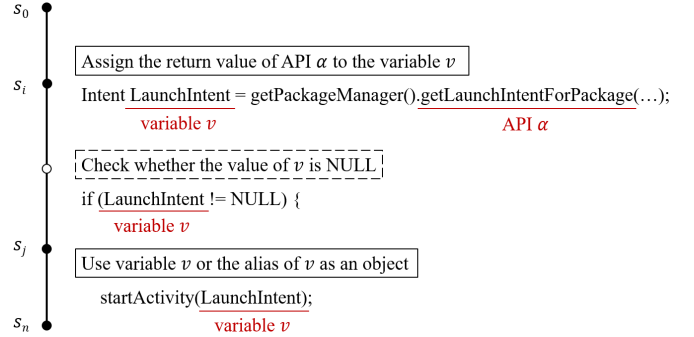 s₀
Assign the return value of API α to the variable v
sᵢ
Intent LaunchIntent = getPackageManager().getLaunchIntentForPackage(…);
variable v
API α
Check whether the value of v is NULL
if (LaunchIntent != NULL) {
variable v
sⱼ
Use variable v or the alias of v as an object
startActivity(LaunchIntent);
sₙ
variable v